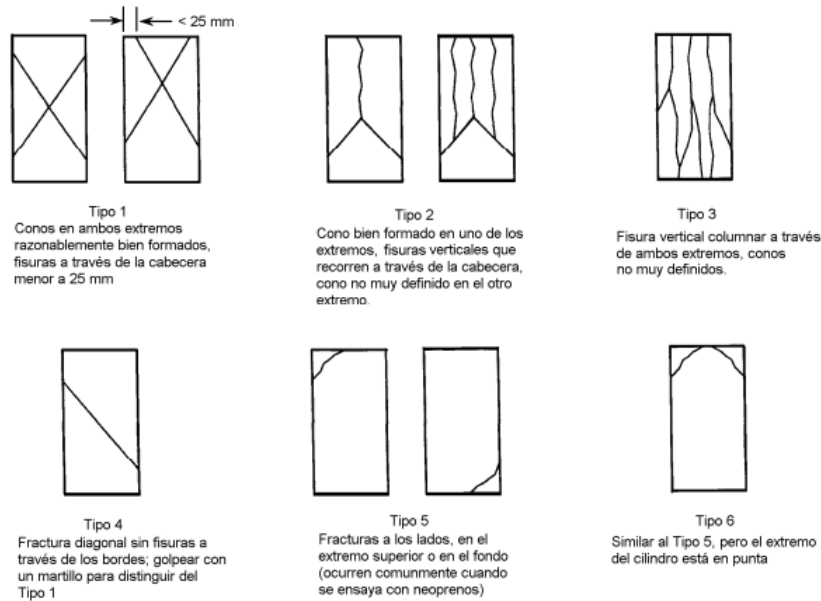 < 25 mm
Tipo 1
Conos en ambos extremos
razonablemente bien formados,
fisuras a través de la cabecera
menor a 25 mm
Tipo 2
Cono bien formado en uno de los
extremos, fisuras verticales que
recorren a través de la cabecera,
cono no muy definido en el otro
extremo.
Tipo 3
Fisura vertical columnar a través
de ambos extremos, conos
no muy definidos.
Tipo 4
Fractura diagonal sin fisuras a
través de los bordes; golpear con
un martillo para distinguir del
Tipo 1
Tipo 5
Fracturas a los lados, en el
extremo superior o en el fondo
(ocurren comunmente cuando
se ensaya con neoprenos)
Tipo 6
Similar al Tipo 5, pero el extremo
del cilindro está en punta